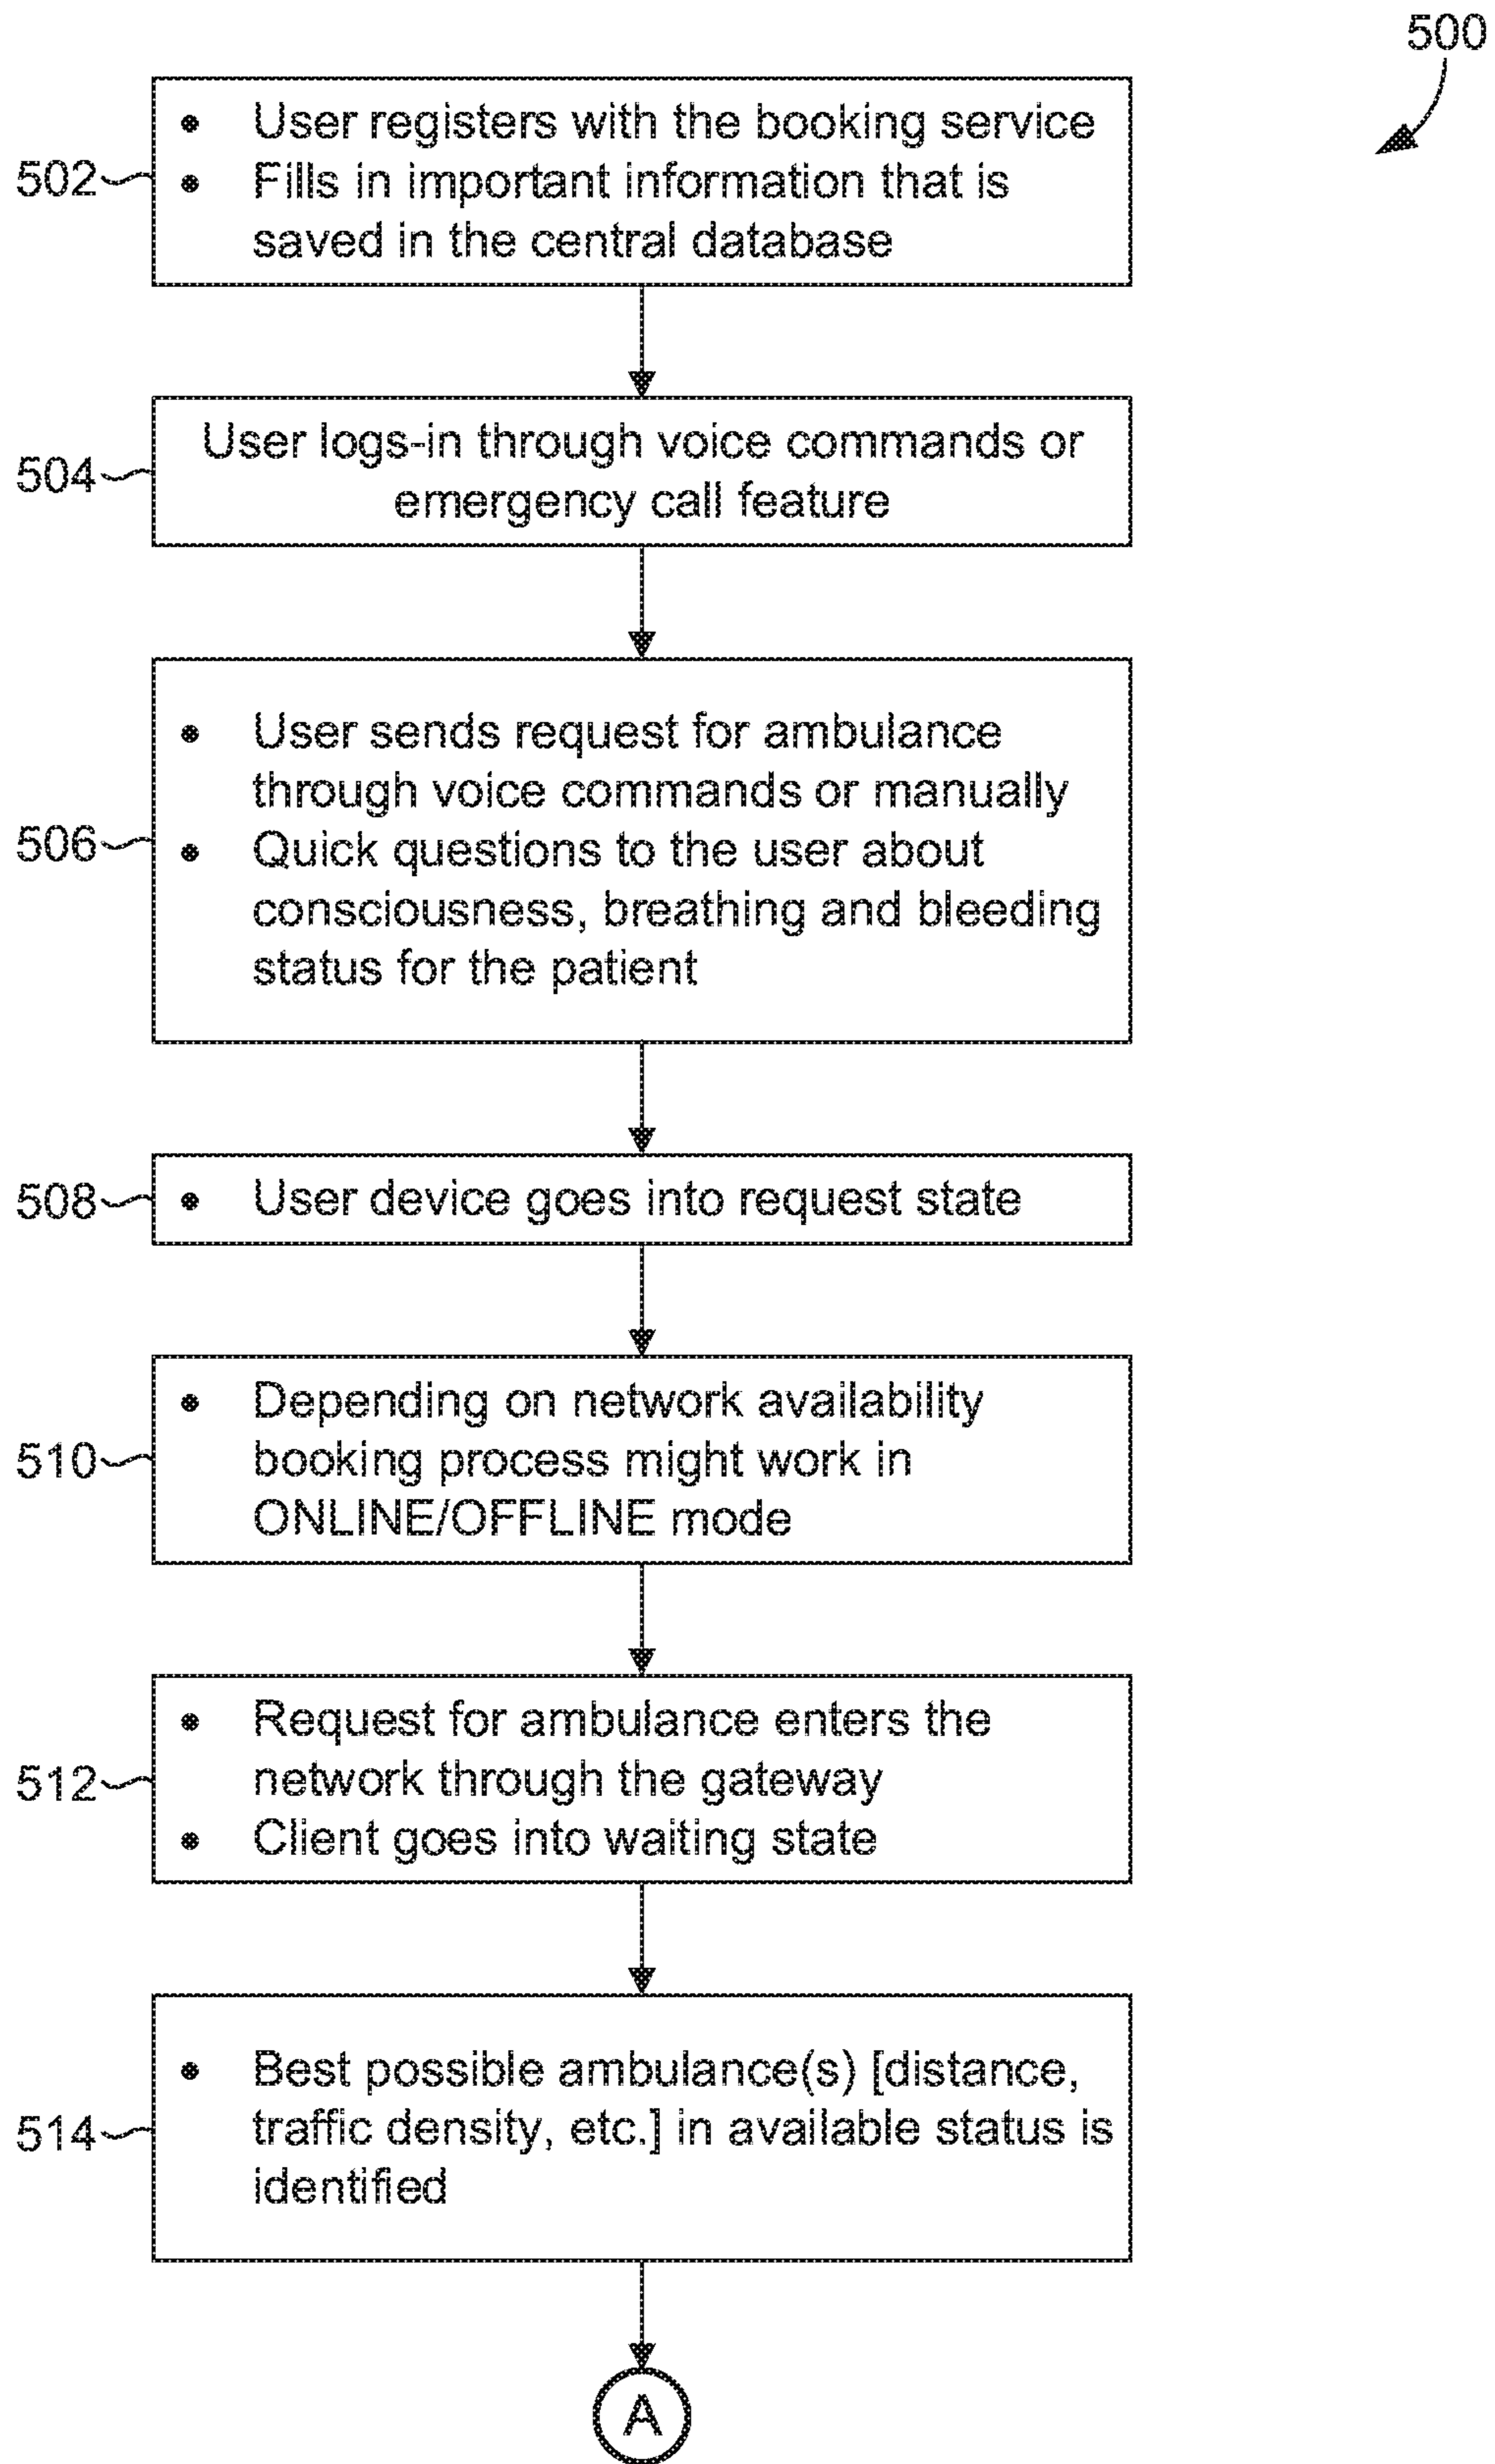 500
• User registers with the booking service
502
• Fills in important information that is
saved in the central database
User logs-in through voice commands or
504
emergency call feature
• User sends request for ambulance
through voice commands or manually
506
• Quick questions to the user about
consciousness, breathing and bleeding
status for the patient
508
• User device goes into request state
• Depending on network availability
510
booking process might work in
ONLINE/OFFLINE mode
• Request for ambulance enters the
512
network through the gateway
• Client goes into waiting state
• Best possible ambulance(s) [distance,
514
traffic density, etc.] in available status is
identified
A